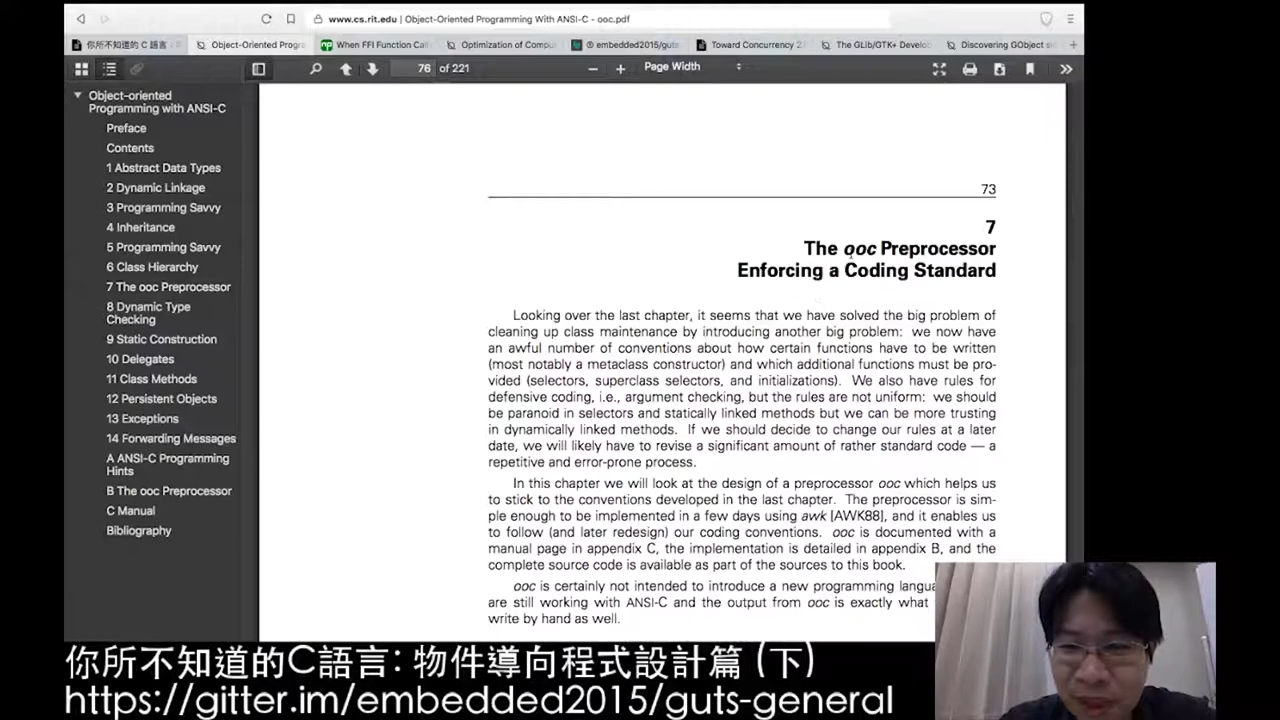 www.cs.rit.edu | Object-Oriented Programming With ANSI-C - ooc.pdf
你所不知道的 C 語言
Object-Oriented Progra
When FFI Function Cal
Optimization of Compu
embedded2015/guts
Toward Concurrency 2.
The GLib/GTK+ Develo
Discovering GObject si
76 of 221
Page Width
Object-oriented
Programming with ANSI-C
Preface
Contents
1 Abstract Data Types
2 Dynamic Linkage
3 Programming Savvy
4 Inheritance
5 Programming Savvy
6 Class Hierarchy
7 The ooc Preprocessor
8 Dynamic Type
Checking
9 Static Construction
10 Delegates
11 Class Methods
12 Persistent Objects
13 Exceptions
14 Forwarding Messages
A ANSI-C Programming
Hints
B The ooc Preprocessor
C Manual
Bibliography
73
7
The ooc Preprocessor
Enforcing a Coding Standard
Looking over the last chapter, it seems that we have solved the big problem of
cleaning up class maintenance by introducing another big problem: we now have
an awful number of conventions about how certain functions have to be written
(most notably a metaclass constructor) and which additional functions must be pro-
vided (selectors, superclass selectors, and initializations). We also have rules for
defensive coding, i.e., argument checking, but the rules are not uniform: we should
be paranoid in selectors and statically linked methods but we can be more trusting
in dynamically linked methods. If we should decide to change our rules at a later
date, we will likely have to revise a significant amount of rather standard code — a
repetitive and error-prone process.
In this chapter we will look at the design of a preprocessor ooc which helps us
to stick to the conventions developed in the last chapter. The preprocessor is sim-
ple enough to be implemented in a few days using awk [AWK88], and it enables us
to follow (and later redesign) our coding conventions. ooc is documented with a
manual page in appendix C, the implementation is detailed in appendix B, and the
complete source code is available as part of the sources to this book.
ooc is certainly not intended to introduce a new programming langua
are still working with ANSI-C and the output from ooc is exactly what
write by hand as well.
你所不知道的C語言: 物件導向程式設計篇 (下)
https://gitter.im/embedded2015/guts-general